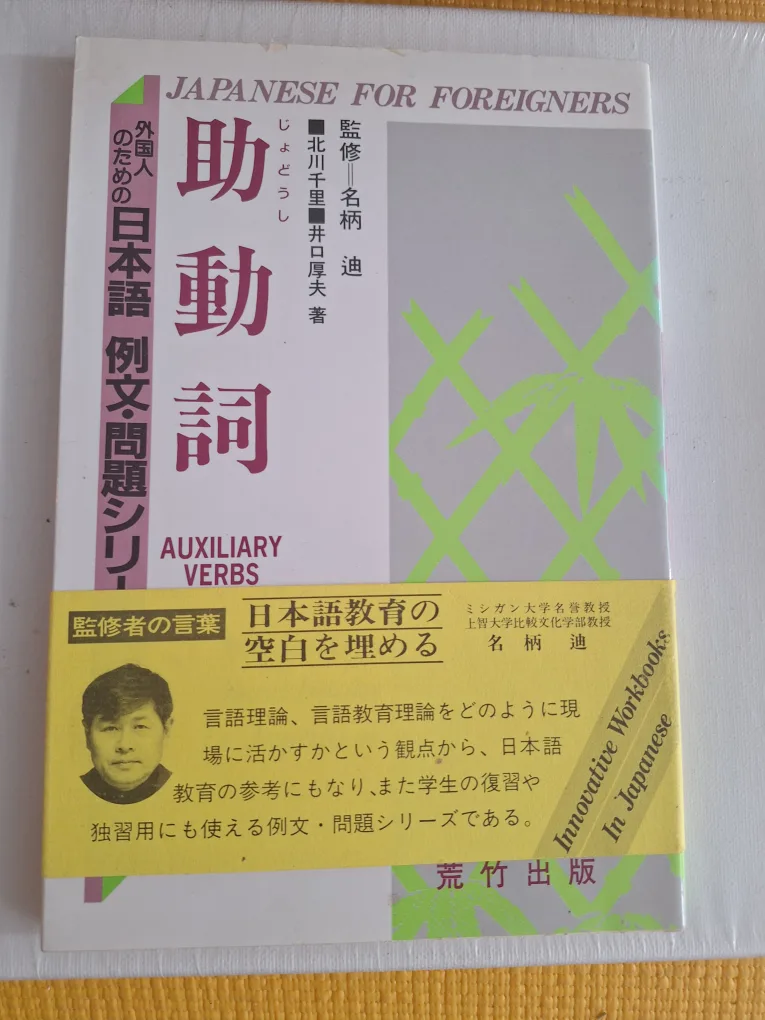 JAPANESE FOR FOREIGNERS
外国人
のための
日本語 例文・問題シリー
助動詞
じょどうし
監修=名柄 迪
■北川千里■井口厚夫 著
AUXILIARY
VERBS
監修者の言葉
日本語教育の
空白を埋める
ミシガン大学名誉教授
上智大学比較文化学部教授
名柄 迪
言語理論、言語教育理論をどのように現
場に活かすかという観点から、日本語
教育の参考にもなり、また学生の復習や
独習用にも使える例文・問題シリーズである。
Innovative Workbooks
In Japanese
荒竹出版